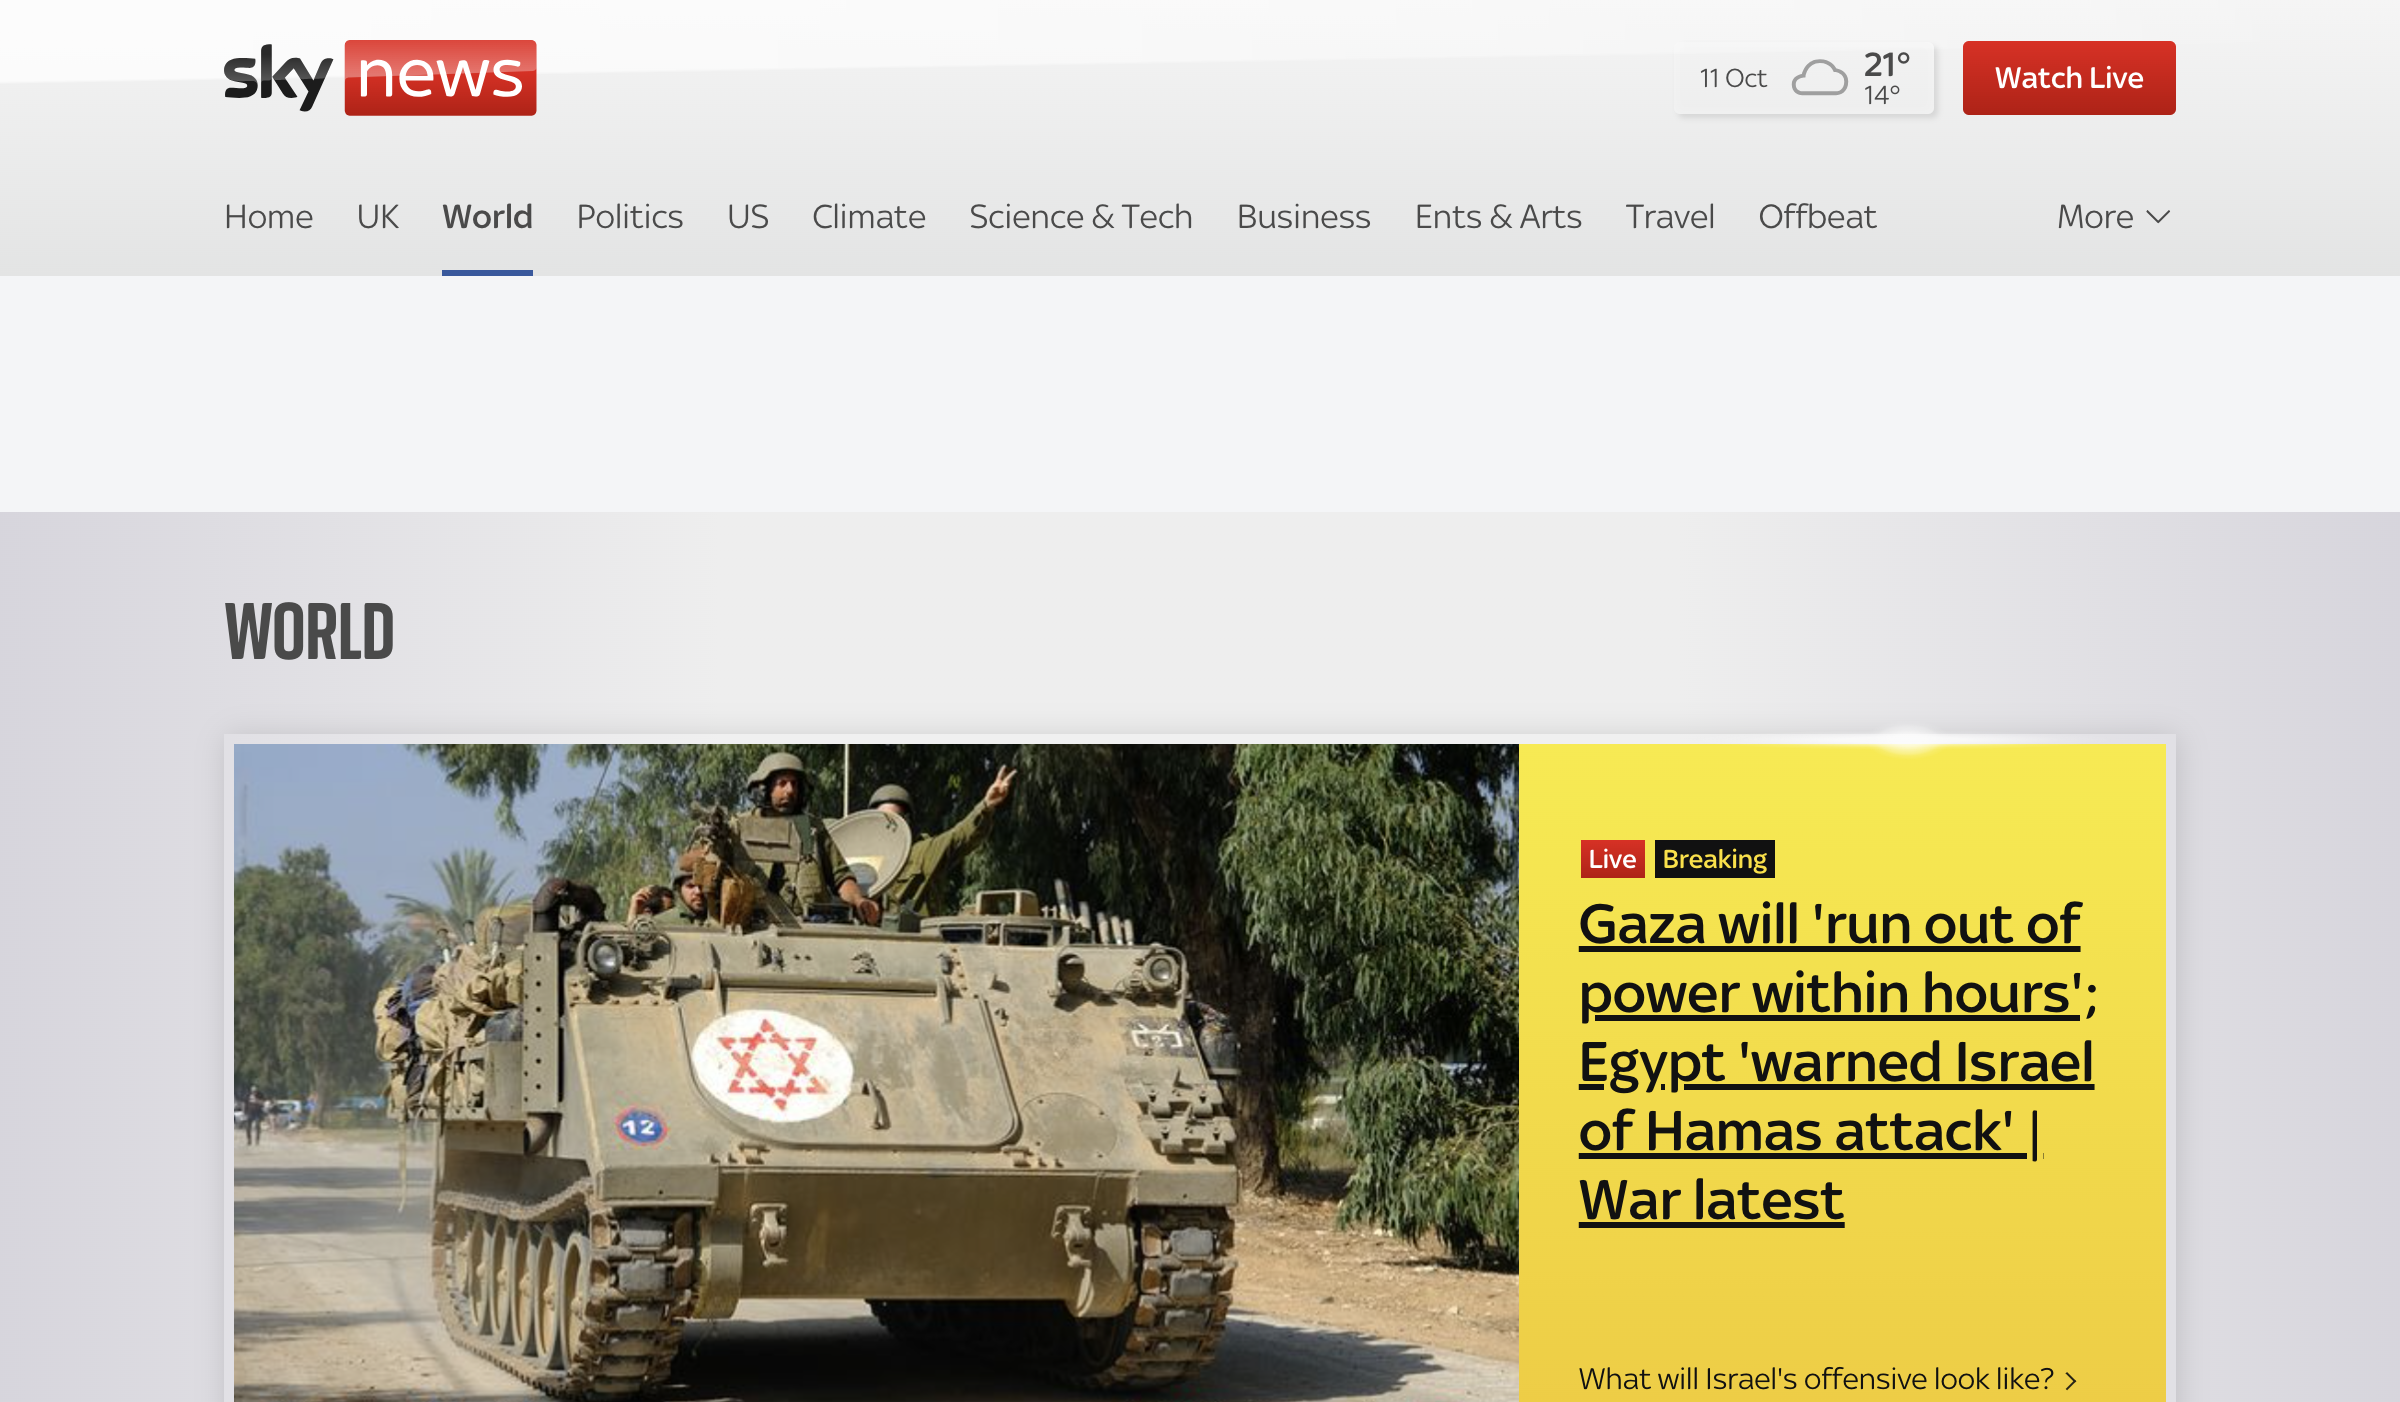 sky news
11 Oct
21°
14°
Watch Live
Home UK World Politics US Climate Science & Tech Business Ents & Arts Travel Offbeat More
WORLD
12
Live Breaking
Gaza will 'run out of
power within hours';
Egypt 'warned Israel
of Hamas attack' |
War latest
What will Israel's offensive look like?